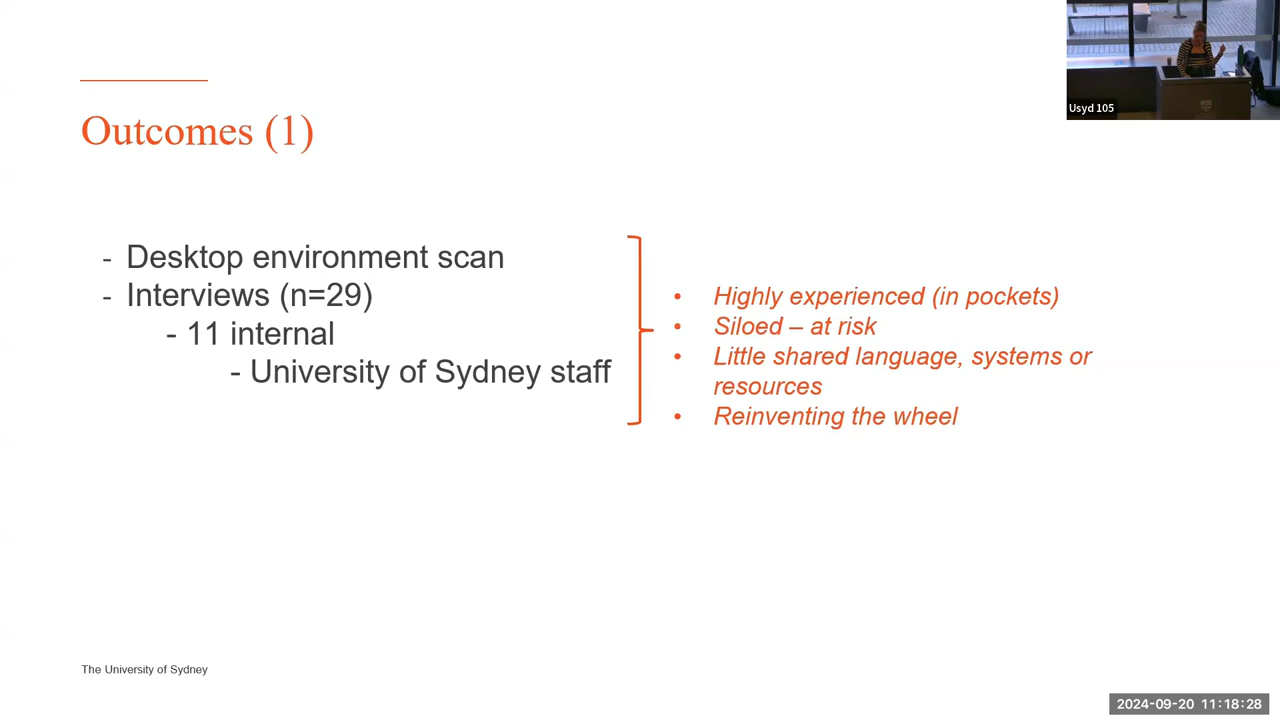 Usyd 105
Outcomes (1)
- Desktop environment scan
- Interviews (n=29)
- 11 internal
- University of Sydney staff
• Highly experienced (in pockets)
• Siloed – at risk
• Little shared language, systems or
resources
• Reinventing the wheel
The University of Sydney
2024-09-20 11:18:28